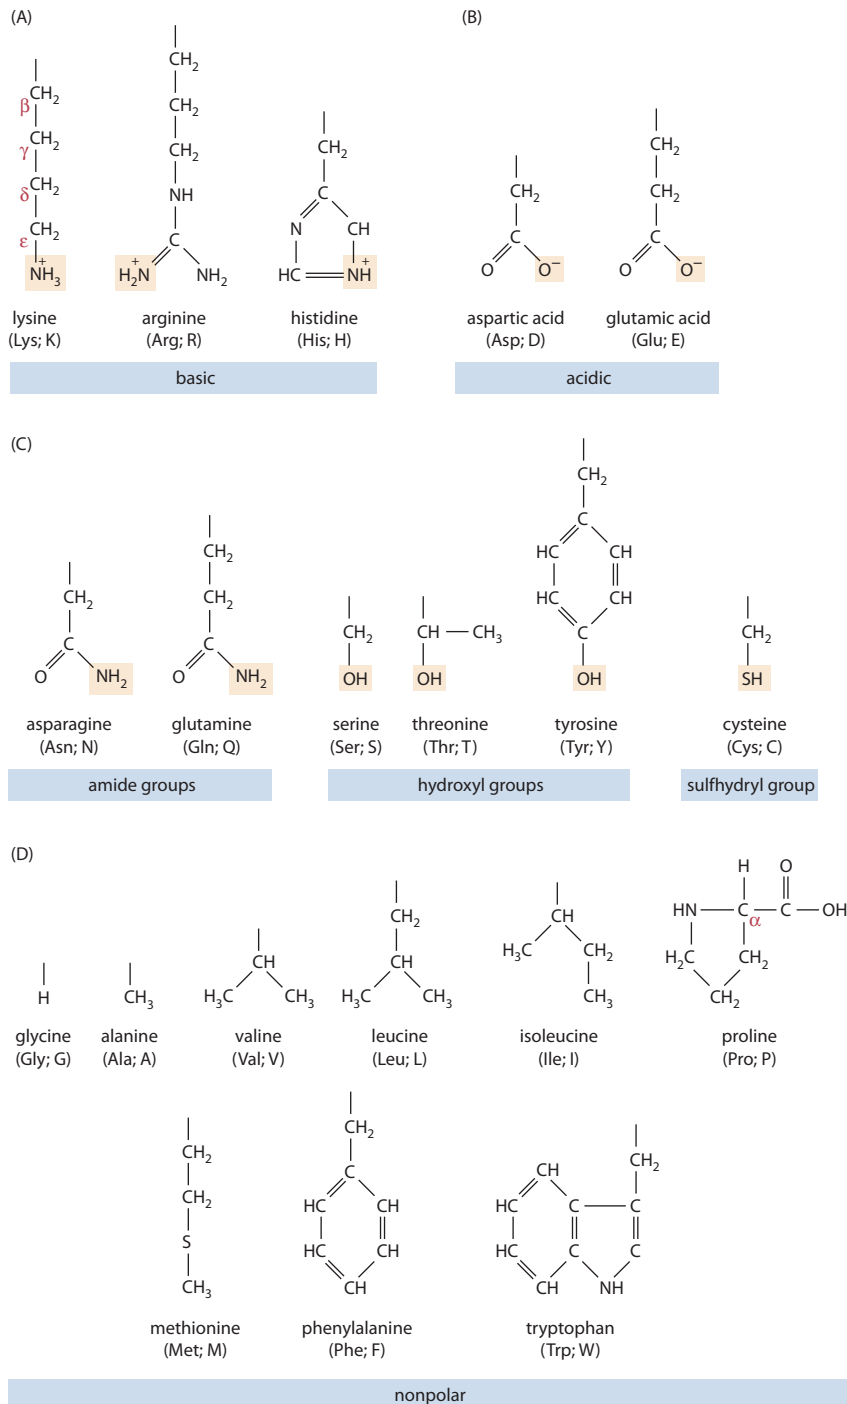 (A)
(B)
β CH₂
γ CH₂
δ CH₂
ε CH₂
+
NH₃
CH₂
CH₂
CH₂
NH
C
+
H₂N NH₂
CH₂
C
N CH
HC NH
+
CH₂
C
O O⁻
CH₂
CH₂
C
O O⁻
lysine
(Lys; K)
arginine
(Arg; R)
histidine
(His; H)
aspartic acid
(Asp; D)
glutamic acid
(Glu; E)
basic
acidic
(C)
CH₂
C
O NH₂
CH₂
CH₂
C
O NH₂
CH₂
OH
CH CH₃
OH
CH₂
C
HC CH
HC CH
C
OH
CH₂
SH
asparagine
(Asn; N)
glutamine
(Gln; Q)
serine
(Ser; S)
threonine
(Thr; T)
tyrosine
(Tyr; Y)
cysteine
(Cys; C)
amide groups
hydroxyl groups
sulfhydryl group
(D)
H
CH₃
CH
H₃C CH₃
CH₂
CH
H₃C CH₃
CH
H₃C CH₂
CH₃
H O
HN C C OH
α
H₂C CH₂
CH₂
glycine
(Gly; G)
alanine
(Ala; A)
valine
(Val; V)
leucine
(Leu; L)
isoleucine
(Ile; I)
proline
(Pro; P)
CH₂
CH₂
S
CH₃
CH₂
C
HC CH
HC CH
CH
CH₂
CH
HC C C
HC C C
CH NH
methionine
(Met; M)
phenylalanine
(Phe; F)
tryptophan
(Trp; W)
nonpolar